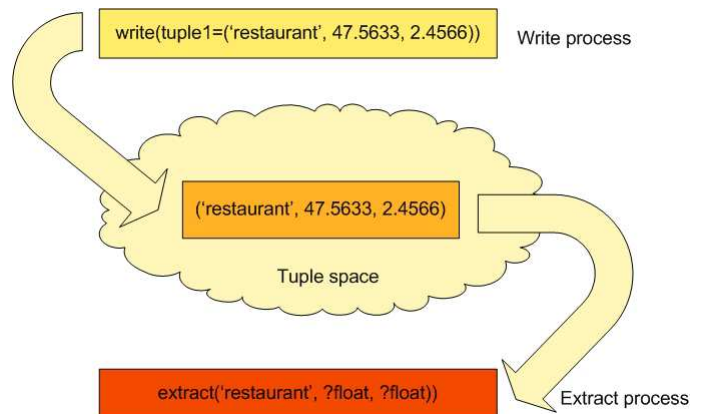 write(tuple1=(‘restaurant’, 47.5633, 2.4566))
Write process
(‘restaurant’, 47.5633, 2.4566)
Tuple space
extract(‘restaurant’, ?float, ?float))
Extract process